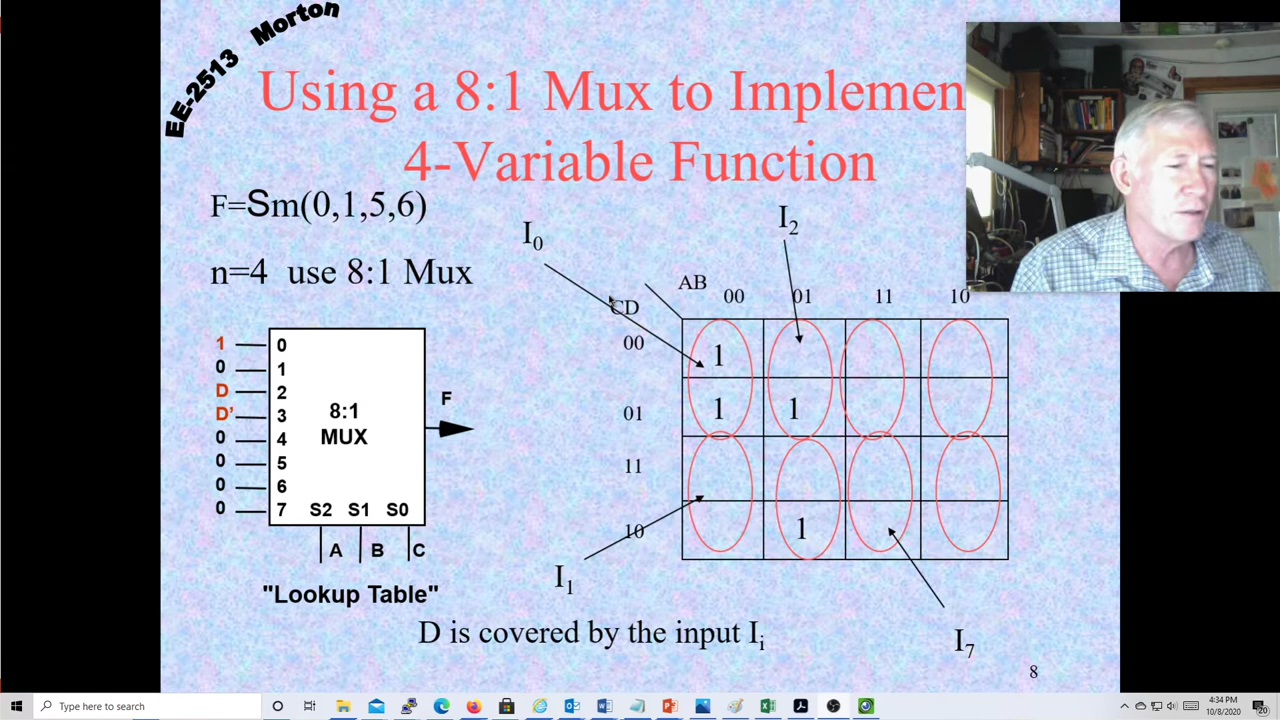 EE-2513 Morton
Using a 8:1 Mux to Implemen
4-Variable Function
F=Sm(0,1,5,6)
n=4 use 8:1 Mux
1 0
0 1
D 2
D' 3
0 4
0 5
0 6
0 7
8:1
MUX
S2 S1 S0
A B C
F
"Lookup Table"
I0
I2
AB
CD
00 01 11 10
00 1
01 1 1
11
10 1
I1
I7
D is covered by the input Ii
8
Type here to search
4:34 PM
10/8/2020
20